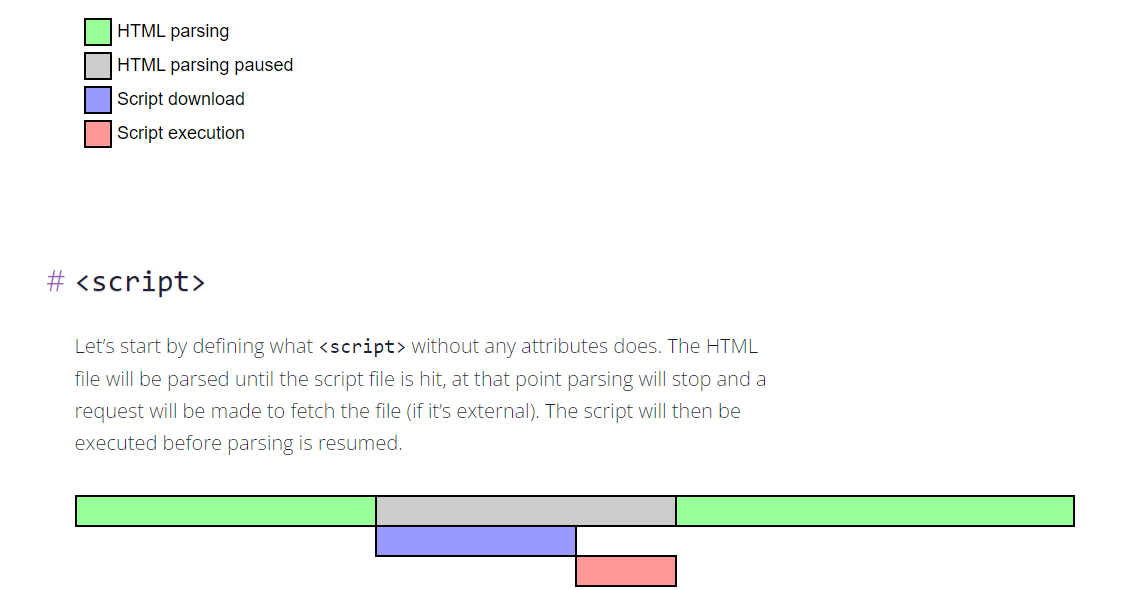 HTML parsing
HTML parsing paused
Script download
Script execution
# <script>
Let’s start by defining what <script> without any attributes does. The HTML
file will be parsed until the script file is hit, at that point parsing will stop and a
request will be made to fetch the file (if it’s external). The script will then be
executed before parsing is resumed.